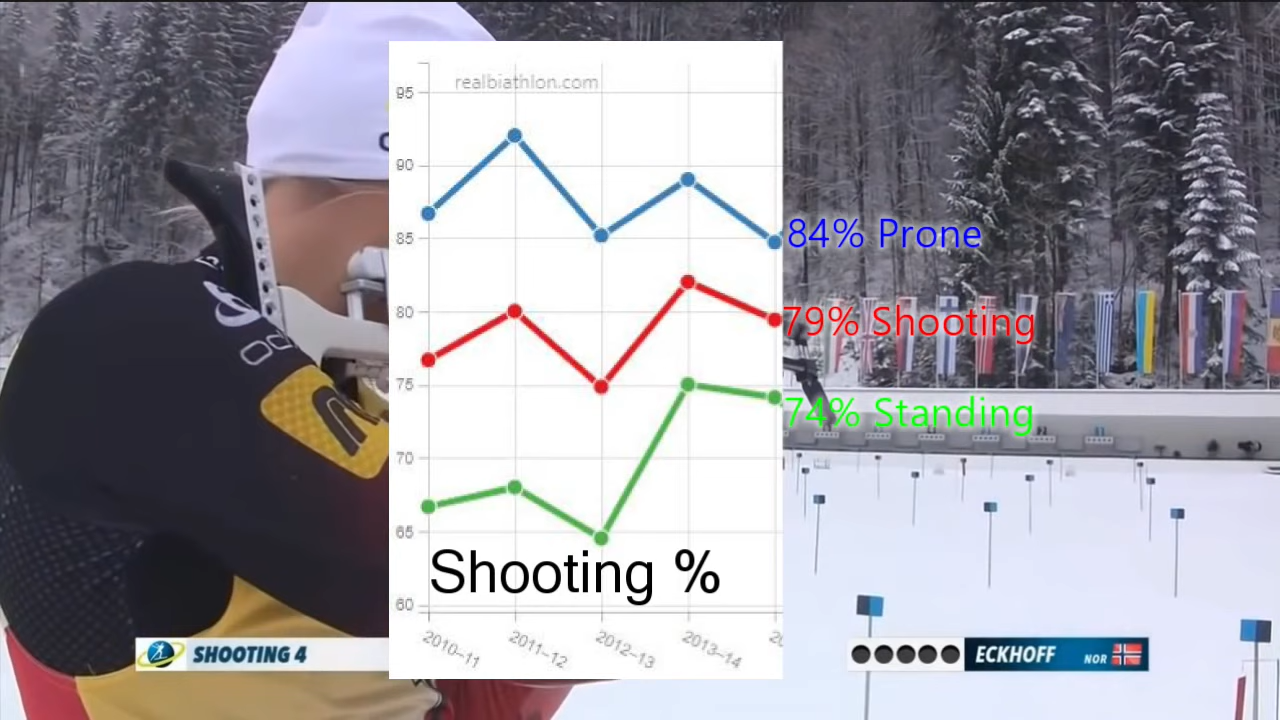 realbiathlon.com
95
90
85
80
75
70
65
60
84% Prone
79% Shooting
74% Standing
Shooting %
2010–11
2011–12
2012–13
2013–14
SHOOTING 4
ECKHOFF NOR